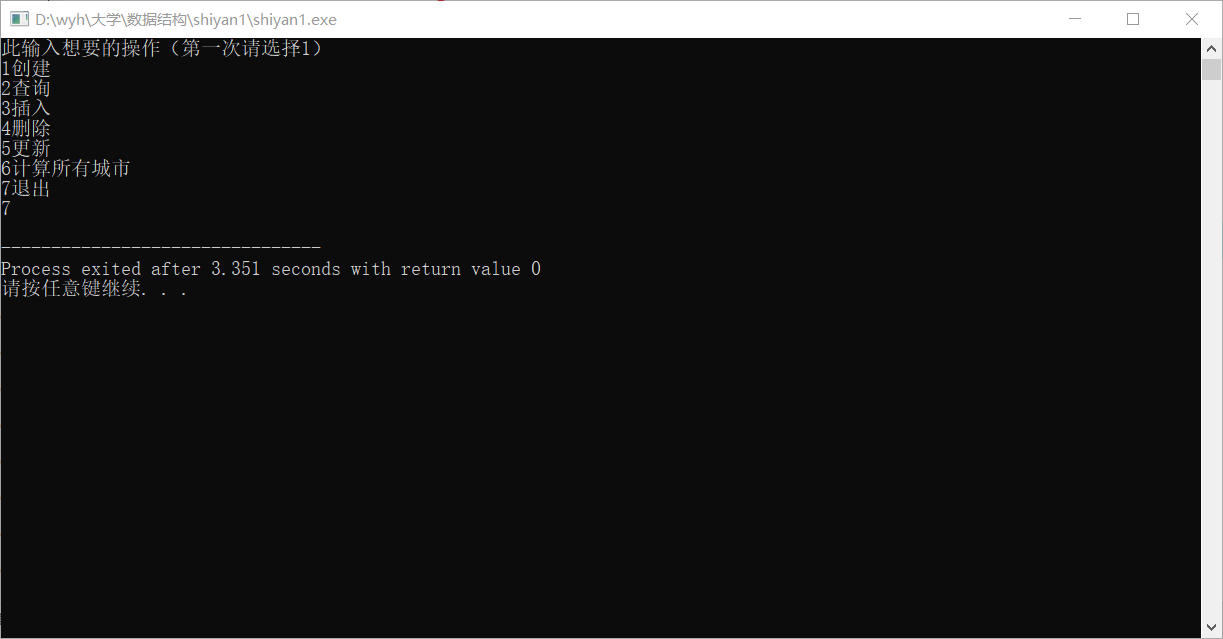 D:\wyh\大学\数据结构\shiyan1\shiyan1.exe
此输入想要的操作（第一次请选择1）
1创建
2查询
3插入
4删除
5更新
6计算所有城市
7退出
7
--------------------------------
Process exited after 3.351 seconds with return value 0
请按任意键继续. . .